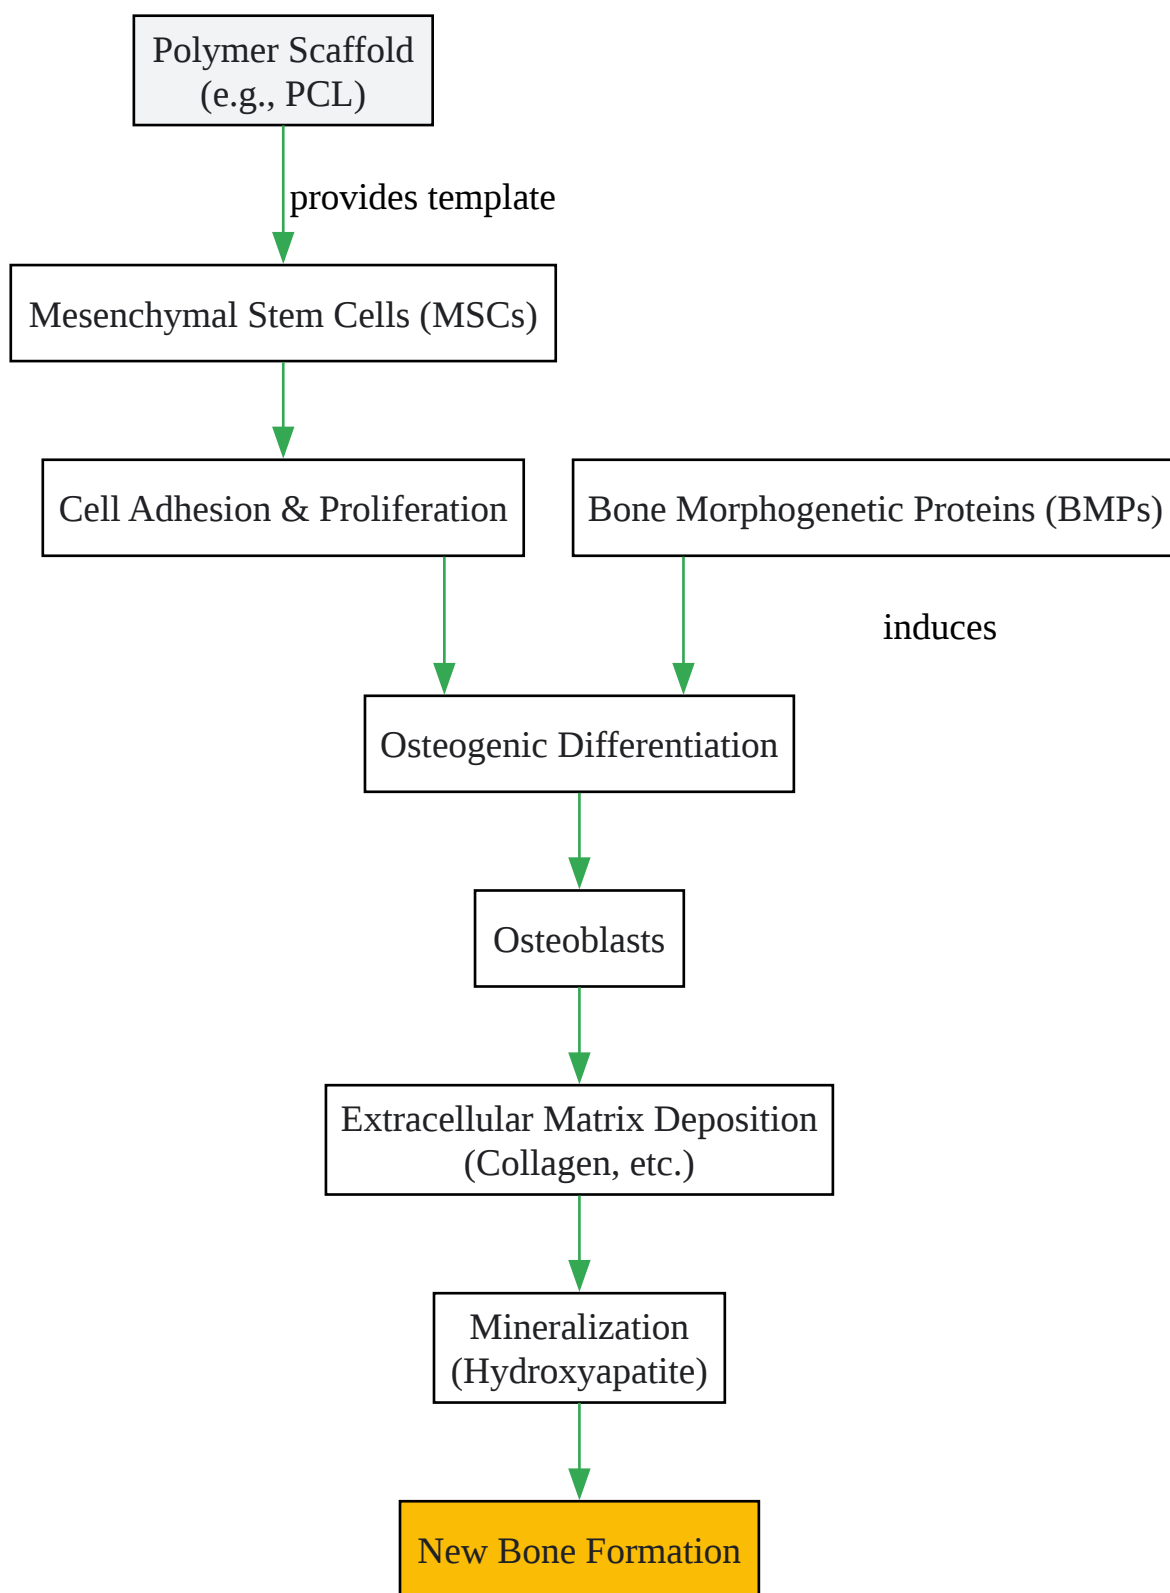 Polymer Scaffold
(e.g., PCL)
provides template
Mesenchymal Stem Cells (MSCs)
Cell Adhesion & Proliferation
Bone Morphogenetic Proteins (BMPs)
induces
Osteogenic Differentiation
Osteoblasts
Extracellular Matrix Deposition
(Collagen, etc.)
Mineralization
(Hydroxyapatite)
New Bone Formation